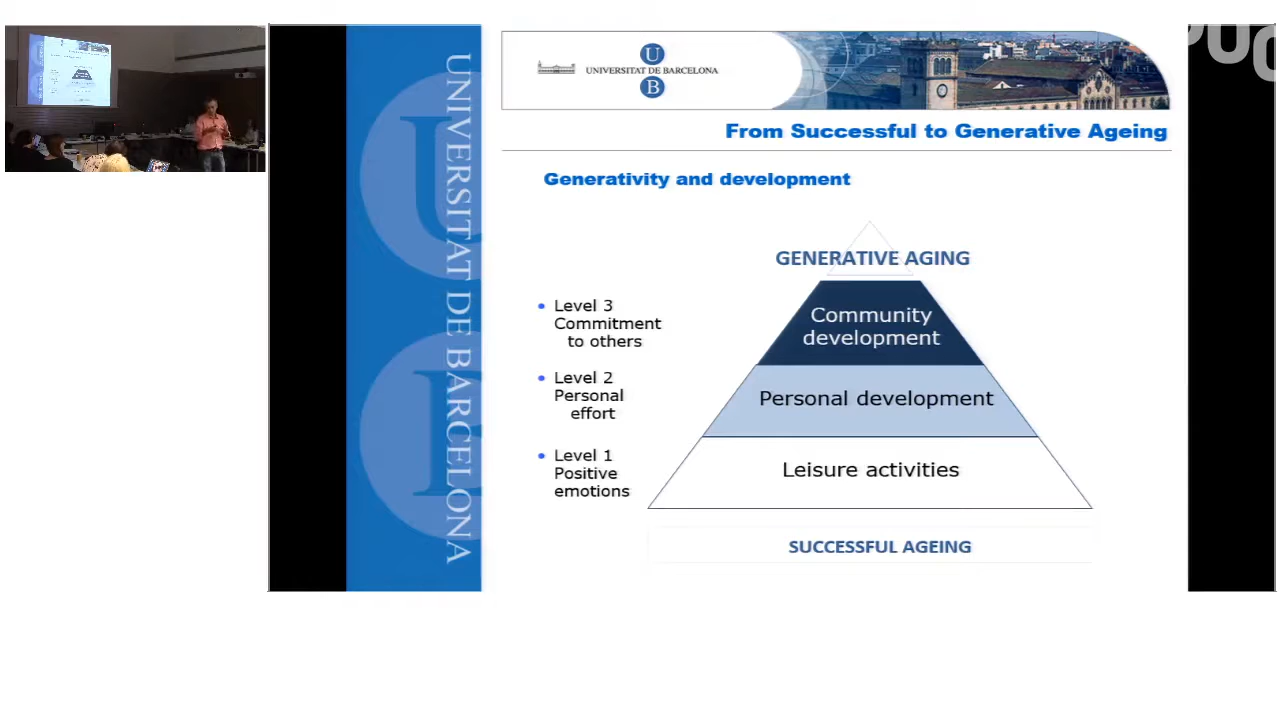 UOC
UNIVERSITAT DE BARCELONA
U
UNIVERSITAT DE BARCELONA
B
From Successful to Generative Ageing
Generativity and development
GENERATIVE AGING
• Level 3
Commitment
to others
Community
development
• Level 2
Personal
effort
Personal development
• Level 1
Positive
emotions
Leisure activities
SUCCESSFUL AGEING